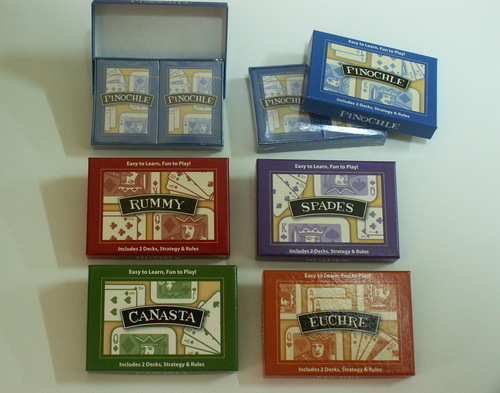 PINOCHLE
PINOCHLE
PINOCHLE
Easy to Learn, Fun to Play!
PINOCHLE
Includes 2 Decks, Strategy & Rules
PINOCHLE
Easy to Learn, Fun to Play!
RUMMY
Includes 2 Decks, Strategy & Rules
Easy to Learn, Fun to Play!
SPADES
Includes 2 Decks, Strategy & Rules
Easy to Learn, Fun to Play!
CANASTA
Includes 2 Decks, Strategy & Rules
Easy to Learn, Fun to Play!
EUCHRE
Includes 2 Decks, Strategy & Rules